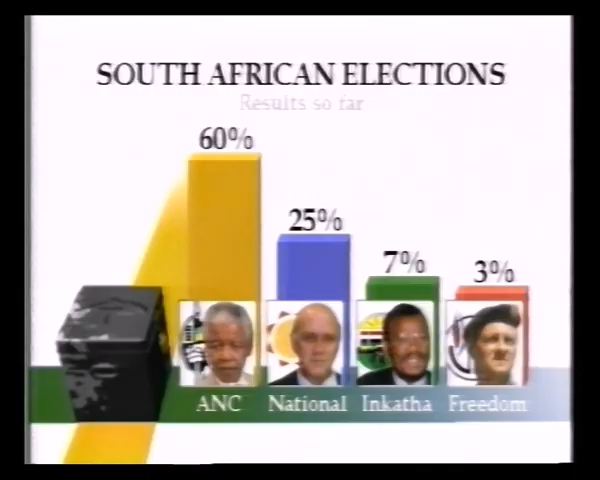 SOUTH AFRICAN ELECTIONS
Results so far
60%
25%
7%
3%
ANC National Inkatha Freedom